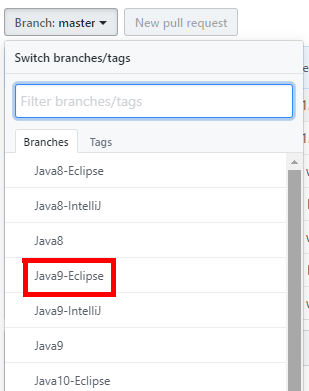 Branch: master
New pull request
Switch branches/tags
Filter branches/tags
Branches
Tags
Java8-Eclipse
Java8-IntelliJ
Java8
Java9-Eclipse
Java9-IntelliJ
Java9
Java10-Eclipse